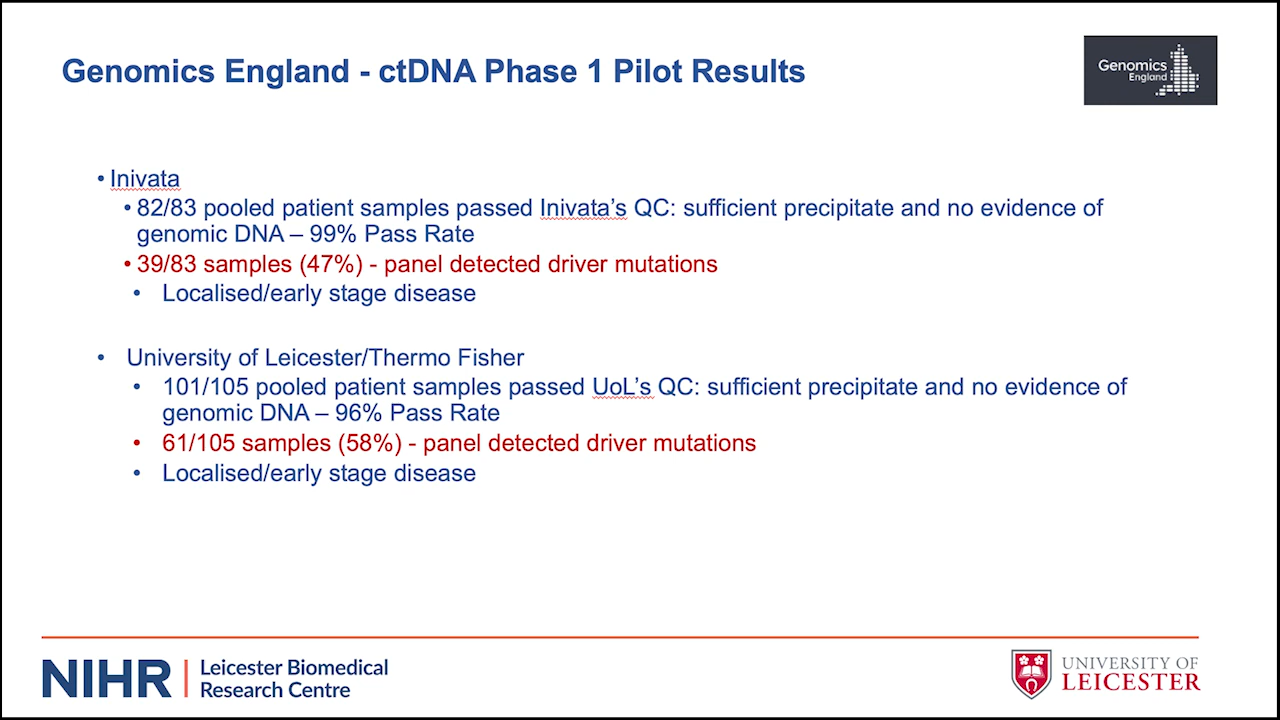 Genomics England - ctDNA Phase 1 Pilot Results
Genomics
England
• Inivata
• 82/83 pooled patient samples passed Inivata's QC: sufficient precipitate and no evidence of
genomic DNA – 99% Pass Rate
• 39/83 samples (47%) - panel detected driver mutations
• Localised/early stage disease
• University of Leicester/Thermo Fisher
• 101/105 pooled patient samples passed UoL's QC: sufficient precipitate and no evidence of
genomic DNA – 96% Pass Rate
• 61/105 samples (58%) - panel detected driver mutations
• Localised/early stage disease
NIHR | Leicester Biomedical
Research Centre
UNIVERSITY OF
LEICESTER